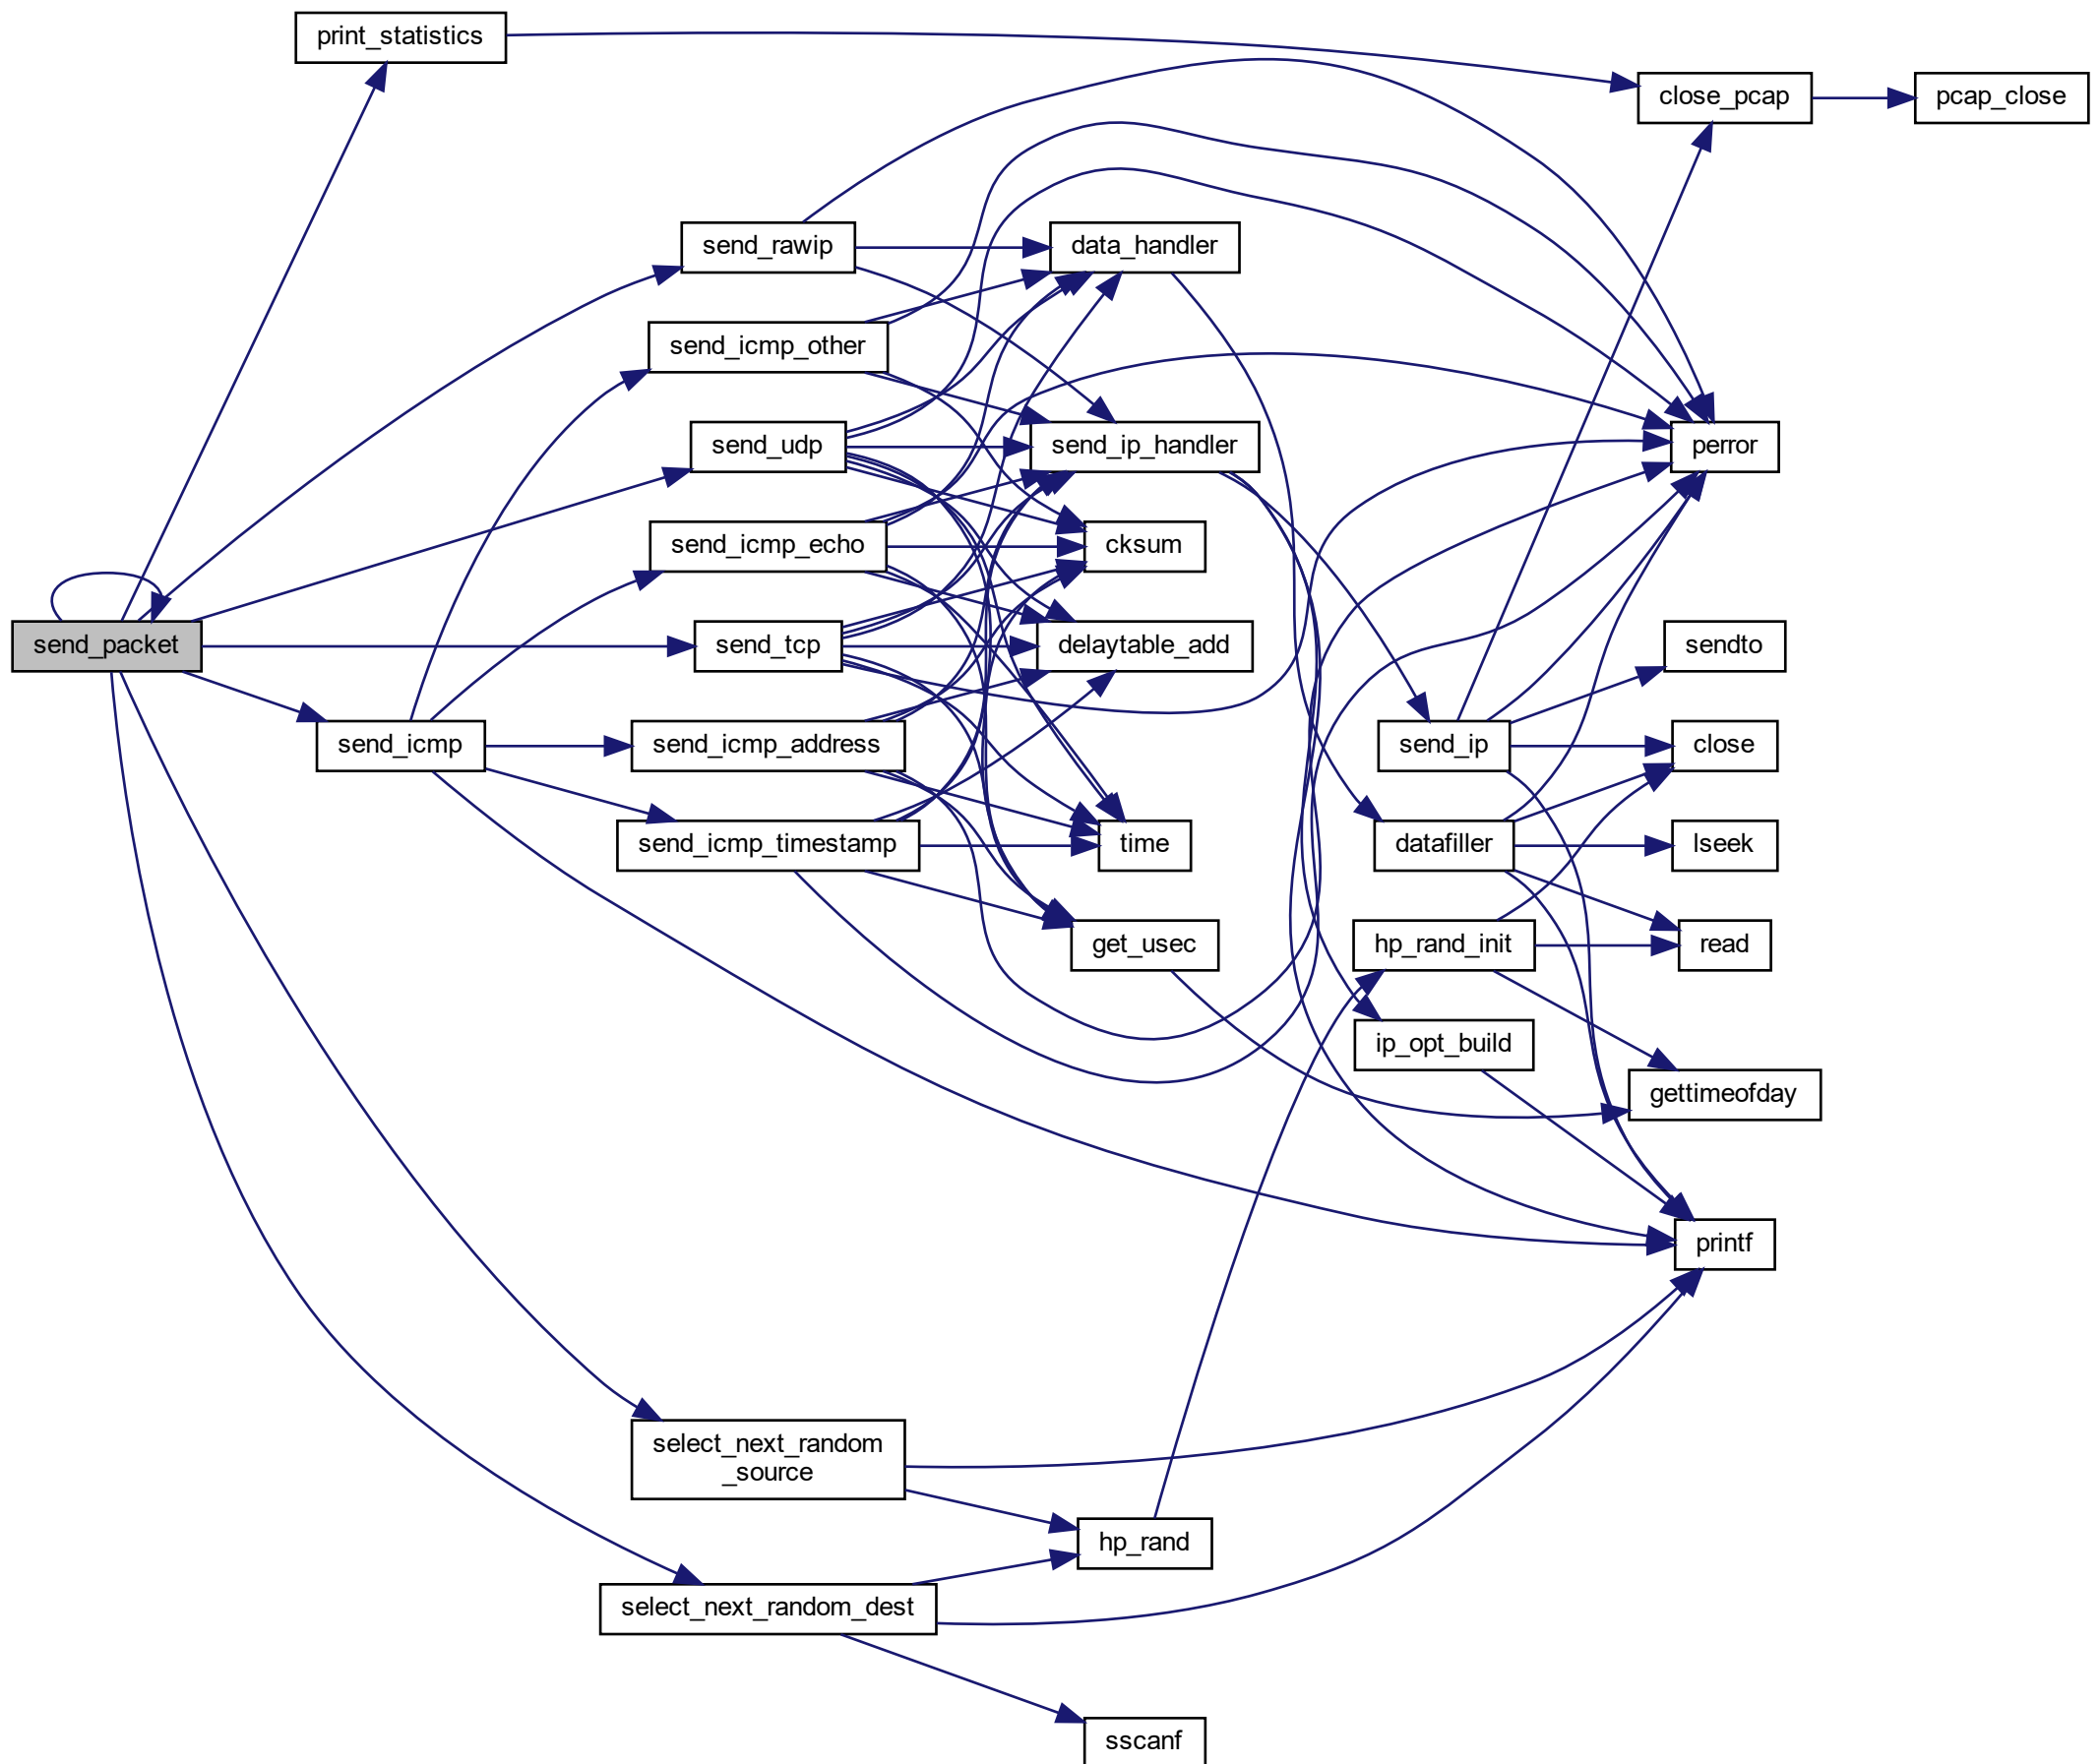 print_statistics
close_pcap
pcap_close
send_rawip
data_handler
send_icmp_other
send_udp
send_ip_handler
perror
send_icmp_echo
cksum
send_packet
send_tcp
delaytable_add
sendto
send_icmp
send_icmp_address
send_ip
close
send_icmp_timestamp
time
datafiller
lseek
get_usec
hp_rand_init
read
ip_opt_build
gettimeofday
printf
select_next_random
_source
hp_rand
select_next_random_dest
sscanf